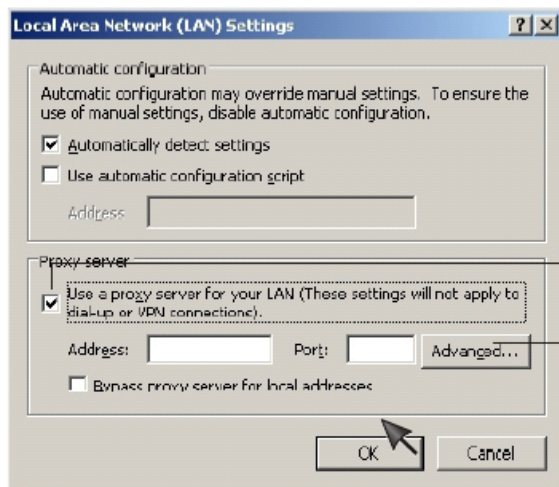 Local Area Network (LAN) Settings
Automatic configuration
Automatic configuration may override manual settings. To ensure the
use of manual settings, disable automatic configuration.
Automatically detect settings
Use automatic configuration script
Address
Proxy server
Use a proxy server for your LAN (These settings will not apply to
dial-up or VPN connections).
Address:
Port:
Advanced...
Bypass proxy server for local addresses
OK
Cancel